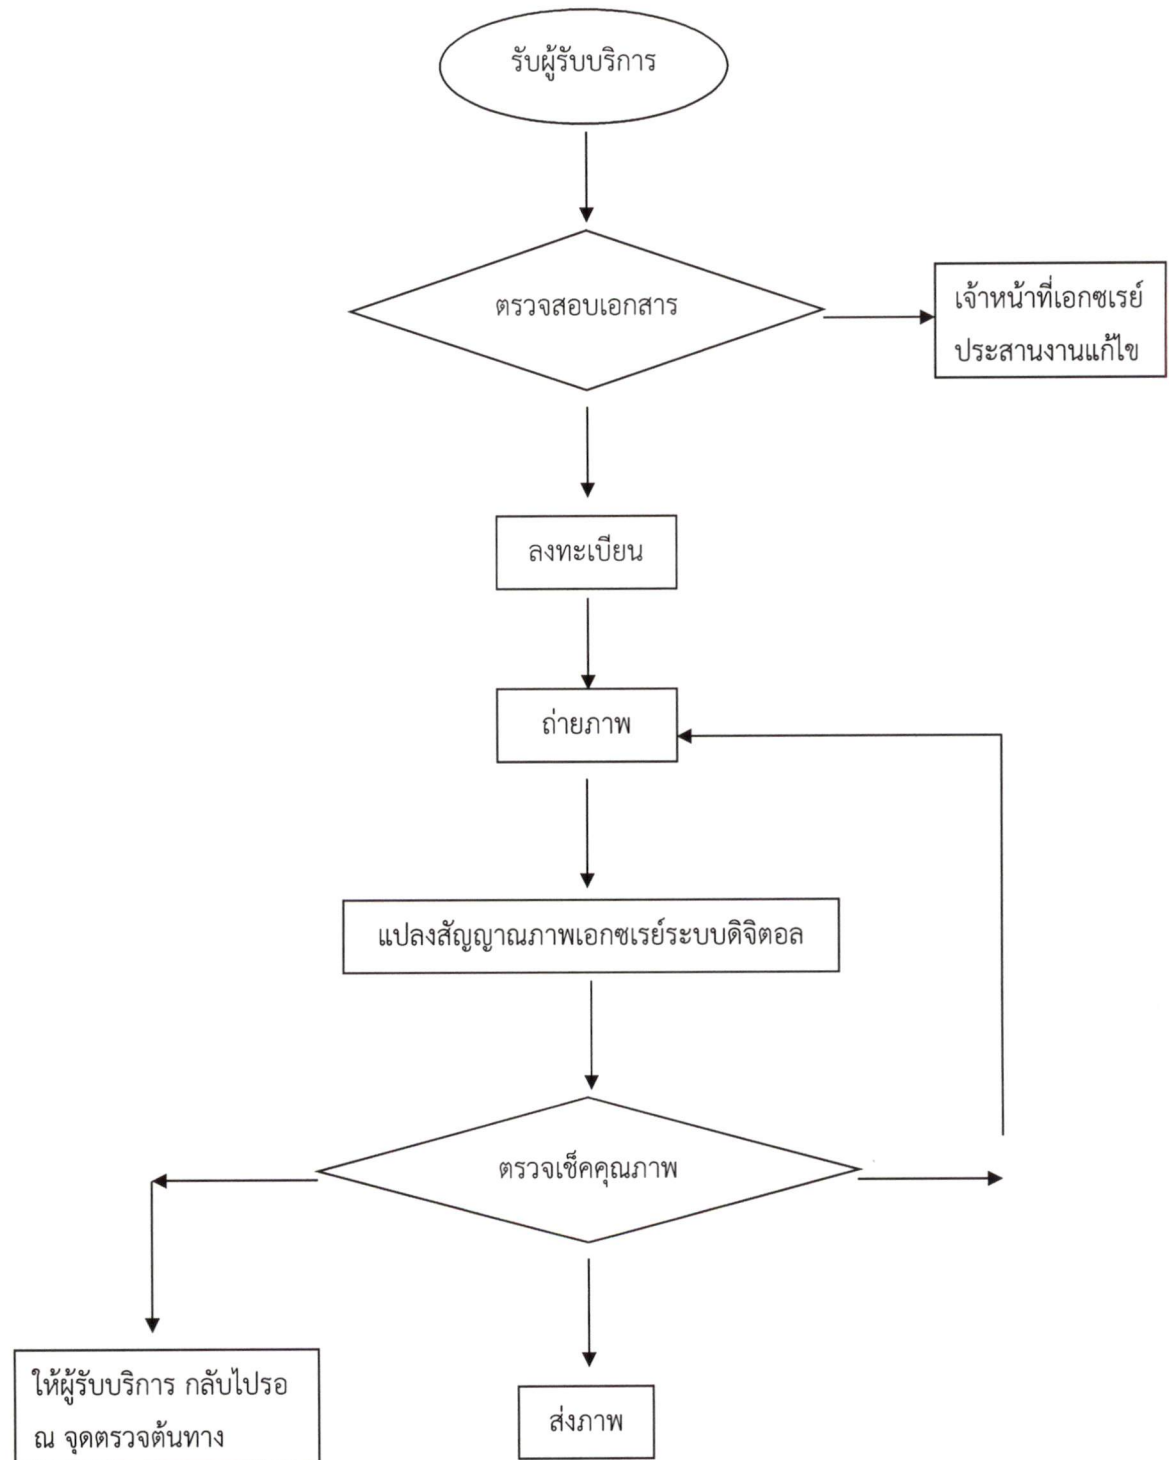 รับผู้รับบริการ
ตรวจสอบเอกสาร
เจ้าหน้าที่เอกซเรย์
ประสานงานแก้ไข
ลงทะเบียน
ถ่ายภาพ
แปลงสัญญาณภาพเอกซเรย์ระบบดิจิตอล
ตรวจเช็คคุณภาพ
ให้ผู้รับบริการ กลับไปรอ
ณ จุดตรวจต้นทาง
ส่งภาพ